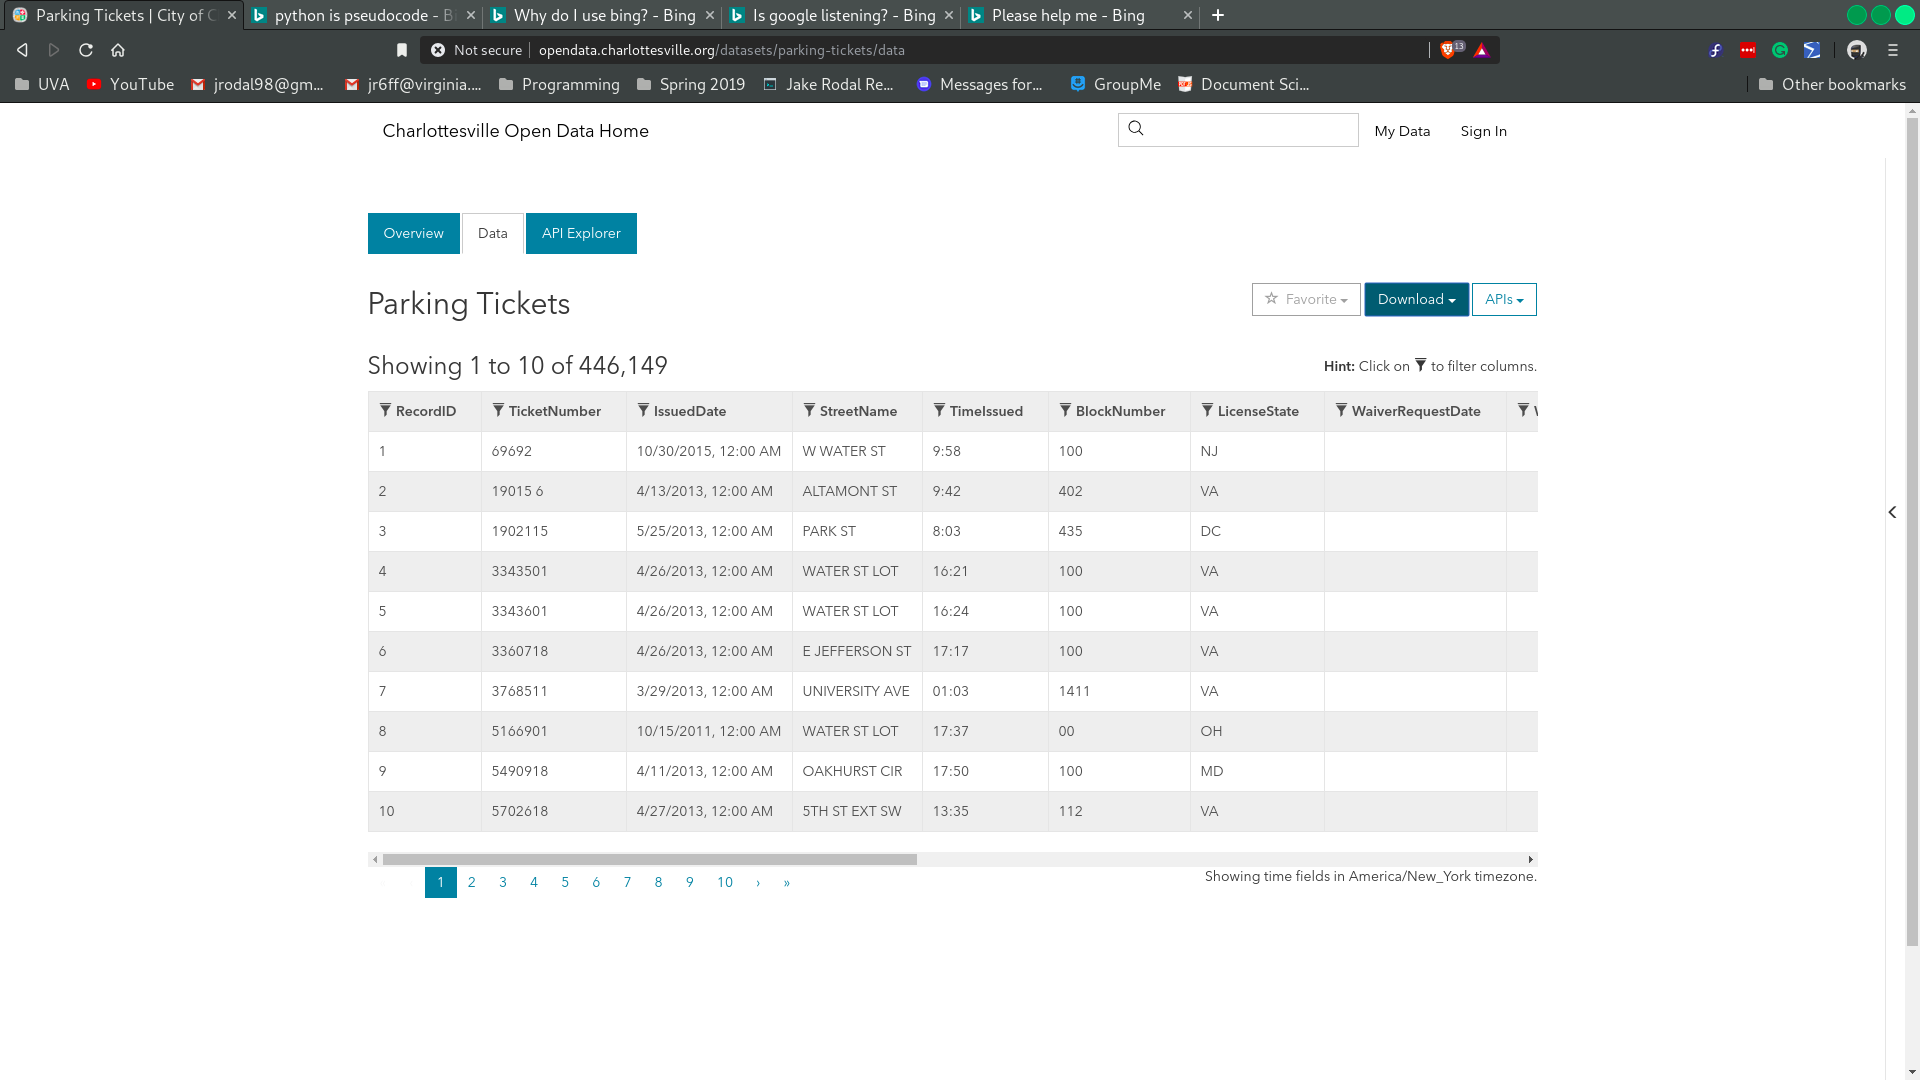 Parking Tickets | City of C
python is pseudocode - B
Why do I use bing? - Bing
Is google listening? - Bing
Please help me - Bing
Not secure
opendata.charlottesville.org/datasets/parking-tickets/data
13
UVA
YouTube
jrodal98@gm...
jr6ff@virginia....
Programming
Spring 2019
Jake Rodal Re...
Messages for...
GroupMe
Document Sci...
Other bookmarks
Charlottesville Open Data Home
My Data
Sign In
Overview
Data
API Explorer
Parking Tickets
Favorite
Download
APIs
Showing 1 to 10 of 446,149
Hint: Click on to filter columns.
RecordID TicketNumber IssuedDate StreetName TimeIssued BlockNumber LicenseState WaiverRequestDate
1 69692 10/30/2015, 12:00 AM W WATER ST 9:58 100 NJ
2 19015 6 4/13/2013, 12:00 AM ALTAMONT ST 9:42 402 VA
3 1902115 5/25/2013, 12:00 AM PARK ST 8:03 435 DC
4 3343501 4/26/2013, 12:00 AM WATER ST LOT 16:21 100 VA
5 3343601 4/26/2013, 12:00 AM WATER ST LOT 16:24 100 VA
6 3360718 4/26/2013, 12:00 AM E JEFFERSON ST 17:17 100 VA
7 3768511 3/29/2013, 12:00 AM UNIVERSITY AVE 01:03 1411 VA
8 5166901 10/15/2011, 12:00 AM WATER ST LOT 17:37 00 OH
9 5490918 4/11/2013, 12:00 AM OAKHURST CIR 17:50 100 MD
10 5702618 4/27/2013, 12:00 AM 5TH ST EXT SW 13:35 112 VA
1 2 3 4 5 6 7 8 9 10 › »
Showing time fields in America/New_York timezone.